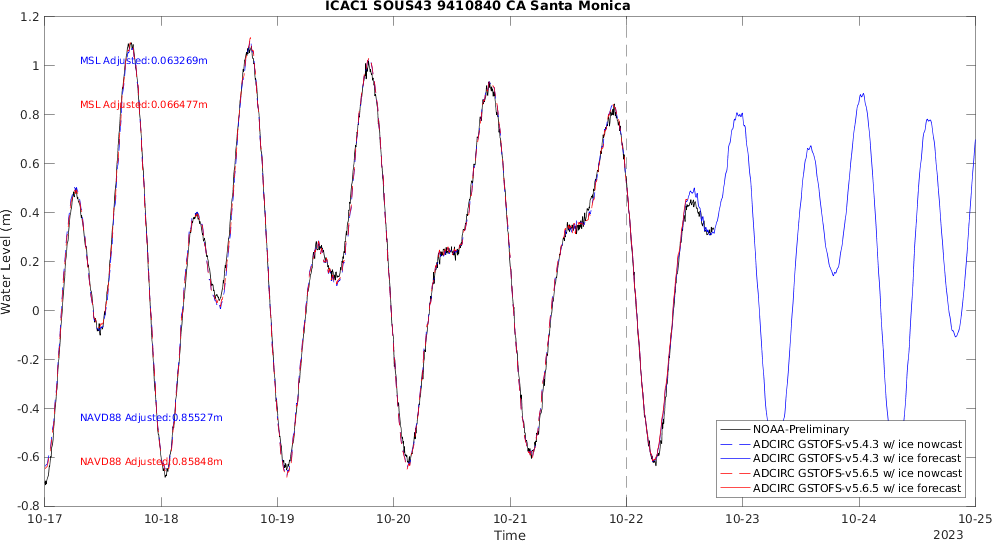 ICAC1 SOUS43 9410840 CA Santa Monica
1.2
1
0.8
0.6
0.4
0.2
0
-0.2
-0.4
-0.6
-0.8
Water Level (m)
MSL Adjusted:0.063269m
MSL Adjusted:0.066477m
NAVD88 Adjusted:0.85527m
NAVD88 Adjusted:0.85848m
NOAA-Preliminary
ADCIRC GSTOFS-v5.4.3 w/ ice nowcast
ADCIRC GSTOFS-v5.4.3 w/ ice forecast
ADCIRC GSTOFS-v5.6.5 w/ ice nowcast
ADCIRC GSTOFS-v5.6.5 w/ ice forecast
10-17 10-18 10-19 10-20 10-21 10-22 10-23 10-24 10-25
Time
2023